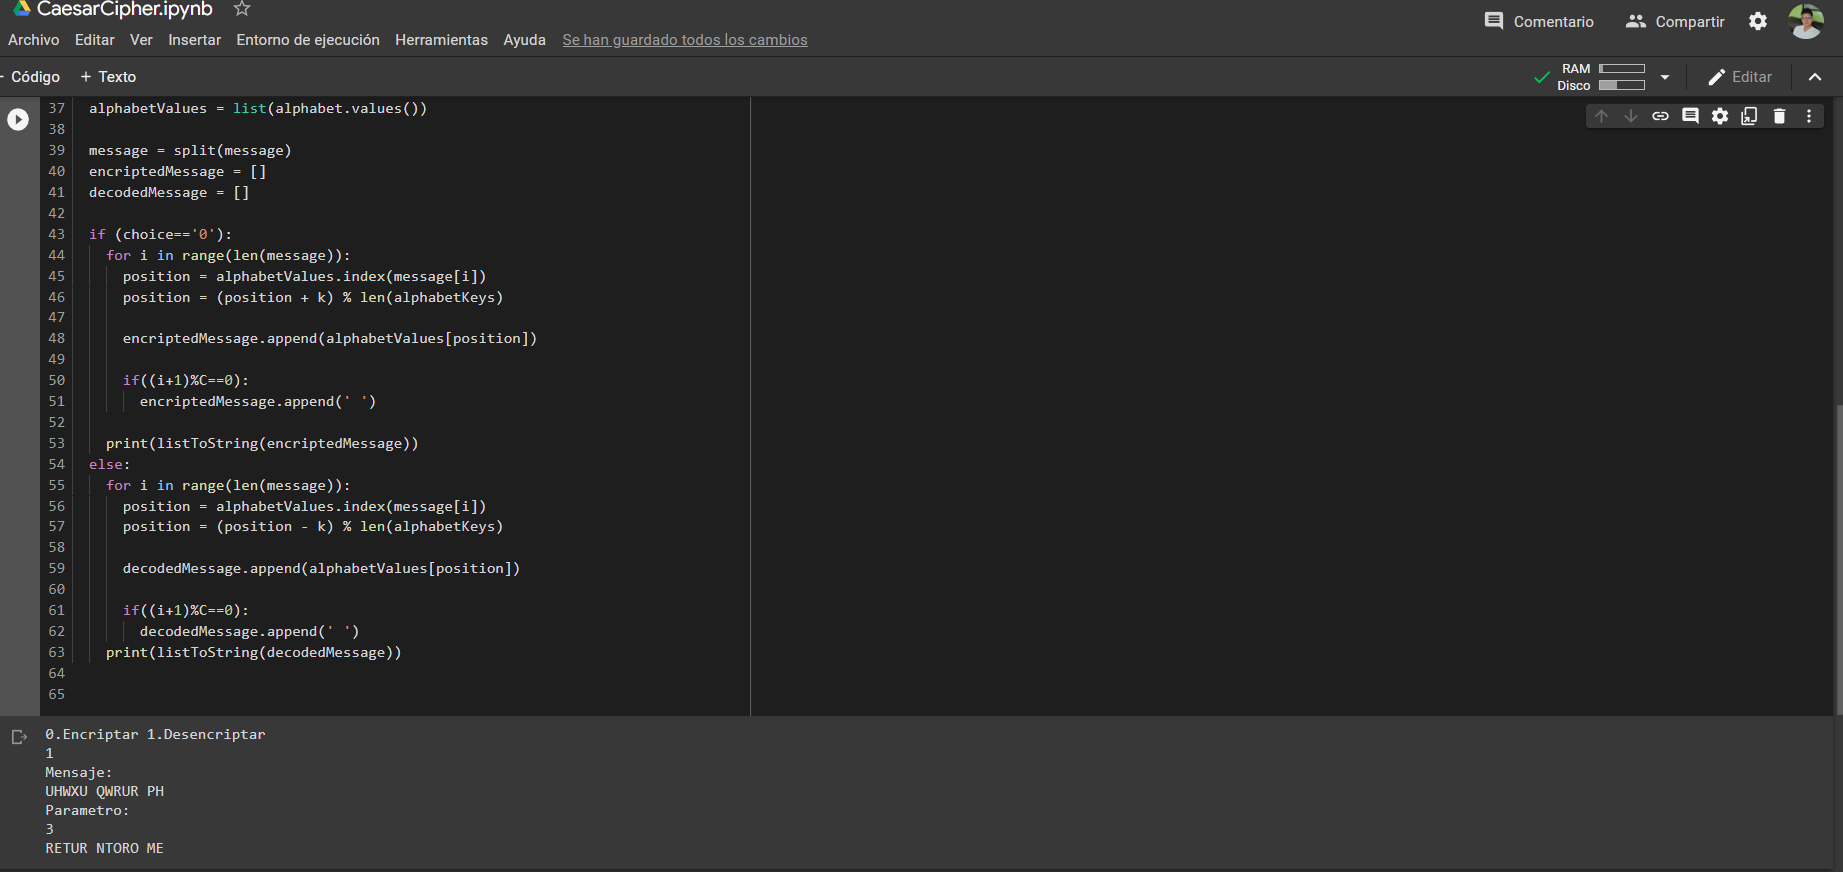 CaesarCipher.ipynb
Comentario Compartir
Archivo Editar Ver Insertar Entorno de ejecución Herramientas Ayuda Se han guardado todos los cambios
Código + Texto
RAM
Disco
Editar
37 alphabetValues = list(alphabet.values())
38
39 message = split(message)
40 encriptedMessage = []
41 decodedMessage = []
42
43 if (choice=='0'):
44 for i in range(len(message)):
45 position = alphabetValues.index(message[i])
46 position = (position + k) % len(alphabetKeys)
47
48 encriptedMessage.append(alphabetValues[position])
49
50 if((i+1)%C==0):
51 encriptedMessage.append(' ')
52
53 print(listToString(encriptedMessage))
54 else:
55 for i in range(len(message)):
56 position = alphabetValues.index(message[i])
57 position = (position - k) % len(alphabetKeys)
58
59 decodedMessage.append(alphabetValues[position])
60
61 if((i+1)%C==0):
62 decodedMessage.append(' ')
63 print(listToString(decodedMessage))
64
65
0.Encriptar 1.Desencriptar
1
Mensaje:
UHWXU QWRUR PH
Parametro:
3
RETUR NTORO ME